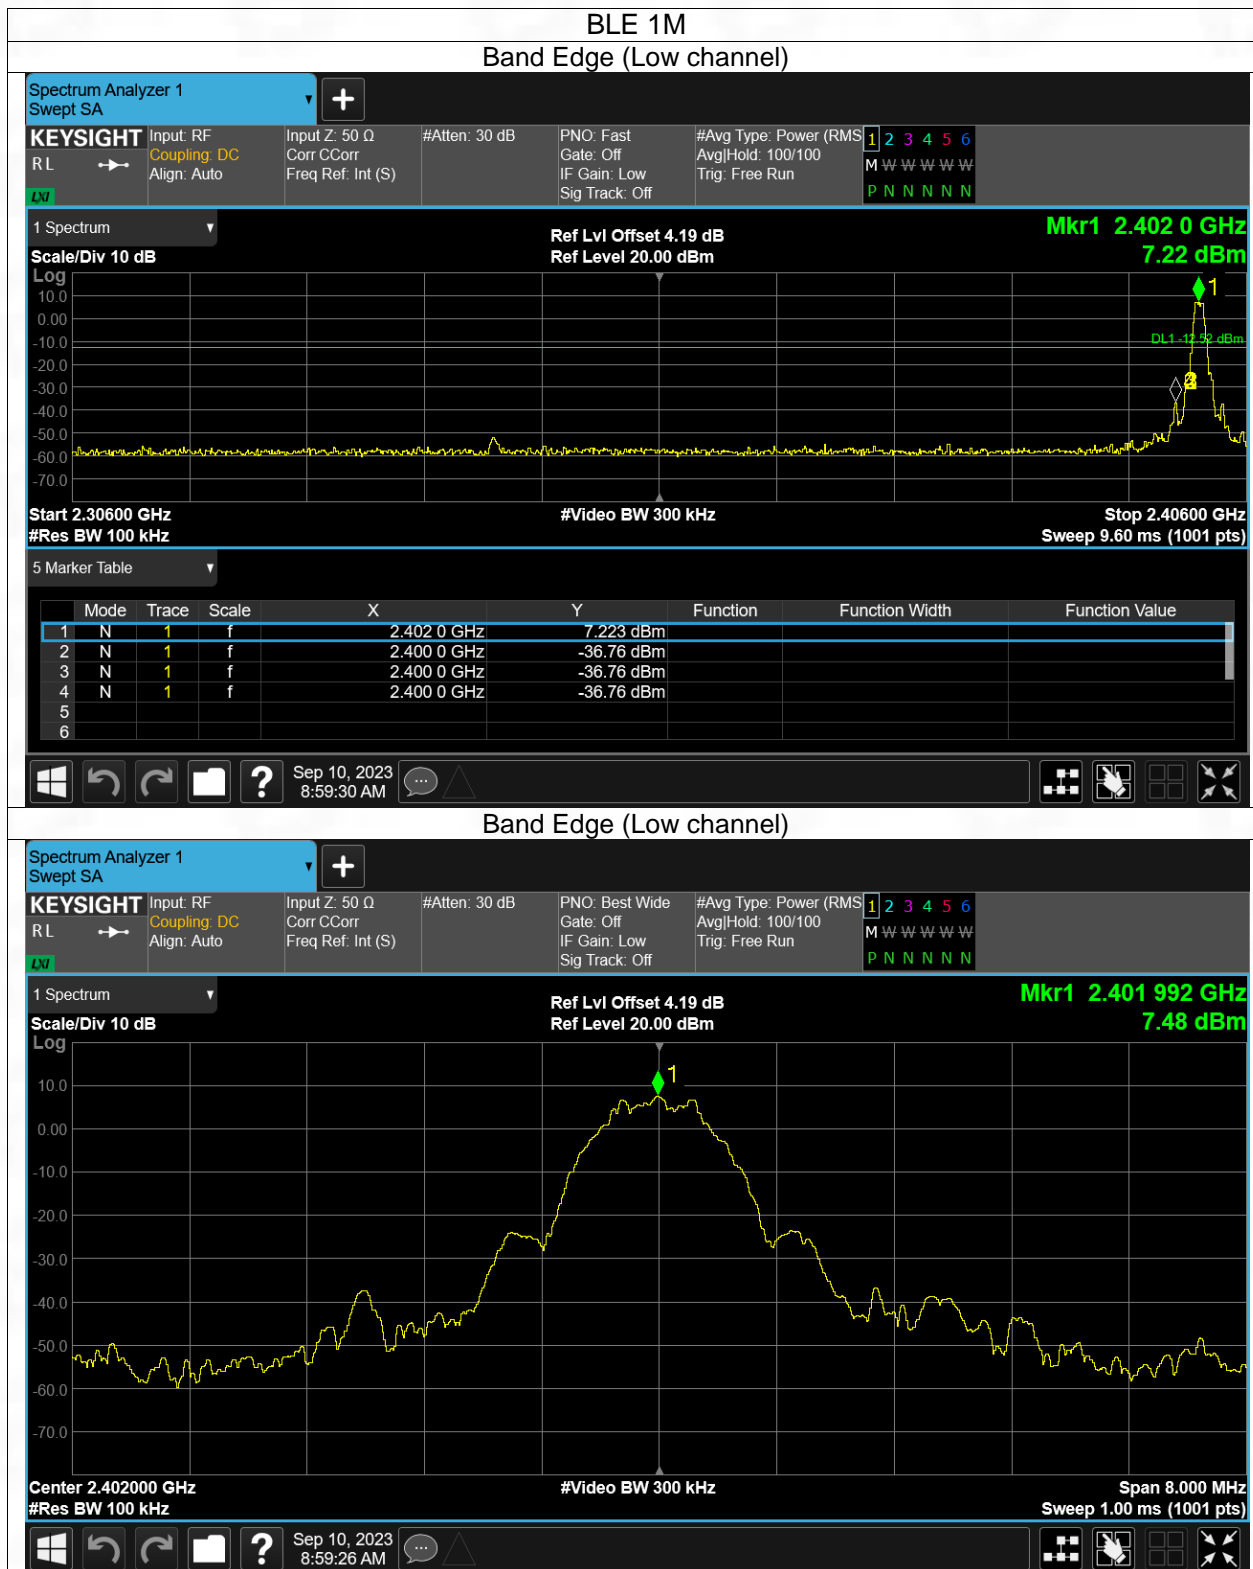 BLE 1M
Band Edge (Low channel)
Spectrum Analyzer 1
Swept SA
+
KEYSIGHT
RL
LXI
Input: RF
Coupling: DC
Align: Auto
Input Z: 50 Ω
Corr CCorr
Freq Ref: Int (S)
#Atten: 30 dB
PNO: Fast
Gate: Off
IF Gain: Low
Sig Track: Off
#Avg Type: Power (RMS
Avg|Hold: 100/100
Trig: Free Run
1 2 3 4 5 6
M W W W W W
P N N N N N
1 Spectrum
Scale/Div 10 dB
Ref Lvl Offset 4.19 dB
Ref Level 20.00 dBm
Mkr1 2.402 0 GHz
7.22 dBm
Log
10.0
0.00
-10.0
-20.0
-30.0
-40.0
-50.0
-60.0
-70.0
1
DL1 -12.52 dBm
Start 2.30600 GHz
#Res BW 100 kHz
#Video BW 300 kHz
Stop 2.40600 GHz
Sweep 9.60 ms (1001 pts)
5 Marker Table
Mode Trace Scale X Y Function Function Width Function Value
1 N 1 f 2.402 0 GHz 7.223 dBm
2 N 1 f 2.400 0 GHz -36.76 dBm
3 N 1 f 2.400 0 GHz -36.76 dBm
4 N 1 f 2.400 0 GHz -36.76 dBm
5
6
?
Sep 10, 2023
8:59:30 AM
Band Edge (Low channel)
Spectrum Analyzer 1
Swept SA
+
KEYSIGHT
RL
LXI
Input: RF
Coupling: DC
Align: Auto
Input Z: 50 Ω
Corr CCorr
Freq Ref: Int (S)
#Atten: 30 dB
PNO: Best Wide
Gate: Off
IF Gain: Low
Sig Track: Off
#Avg Type: Power (RMS
Avg|Hold: 100/100
Trig: Free Run
1 2 3 4 5 6
M W W W W W
P N N N N N
1 Spectrum
Scale/Div 10 dB
Ref Lvl Offset 4.19 dB
Ref Level 20.00 dBm
Mkr1 2.401 992 GHz
7.48 dBm
Log
10.0
0.00
-10.0
-20.0
-30.0
-40.0
-50.0
-60.0
-70.0
1
Center 2.402000 GHz
#Res BW 100 kHz
#Video BW 300 kHz
Span 8.000 MHz
Sweep 1.00 ms (1001 pts)
?
Sep 10, 2023
8:59:26 AM